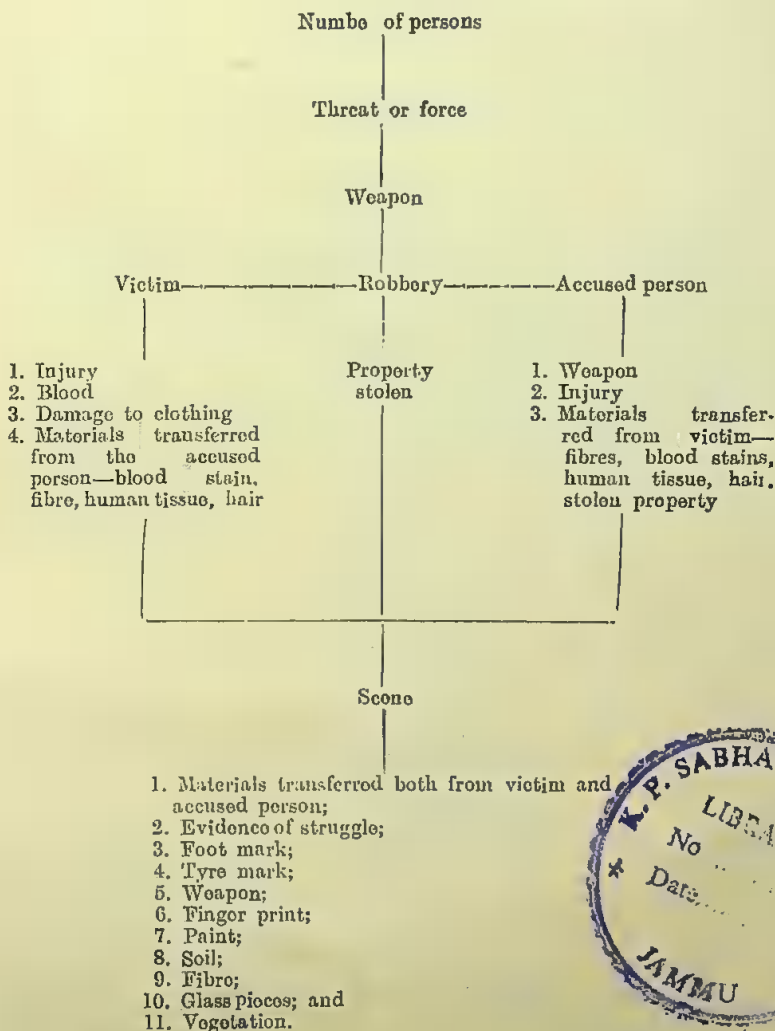 Numbe of persons
Threat or force
Weapon
Victim
Robbery
Accused person
1. Injury
2. Blood
3. Damage to clothing
4. Materials transferred
from the accused
person—blood stain,
fibre, human tissue, hair
Property
stolen
1. Weapon
2. Injury
3. Materials transfer-
red from victim—
fibres, blood stains,
human tissue, hair,
stolen property
Scene
1. Materials transferred both from victim and
accused person;
2. Evidence of struggle;
3. Foot mark;
4. Tyre mark;
5. Weapon;
6. Finger print;
7. Paint;
8. Soil;
9. Fibre;
10. Glass pieces; and
11. Vegetation.
K. P. SABHA
No
Date
JAMMU